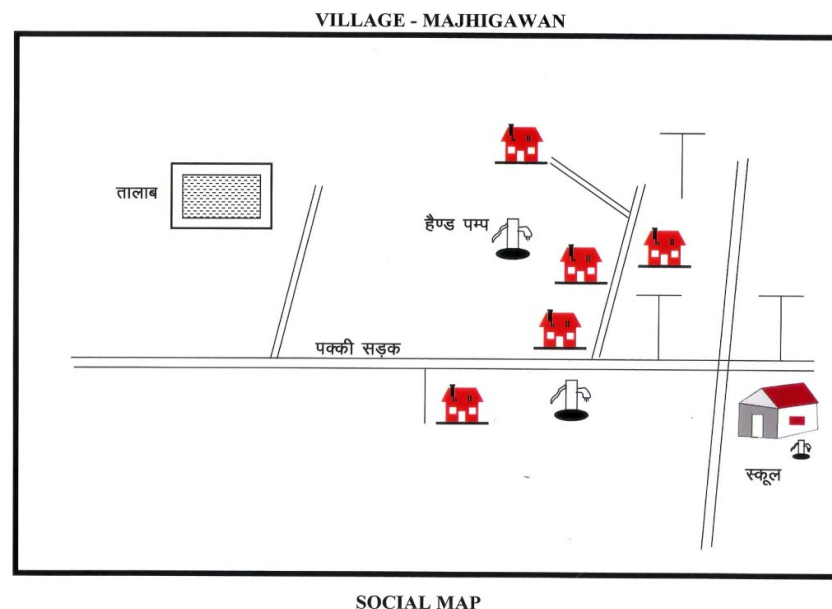 VILLAGE - MAJHIGAWAN
तालाब
हैण्ड पम्प
पक्की सड़क
स्कूल
SOCIAL MAP